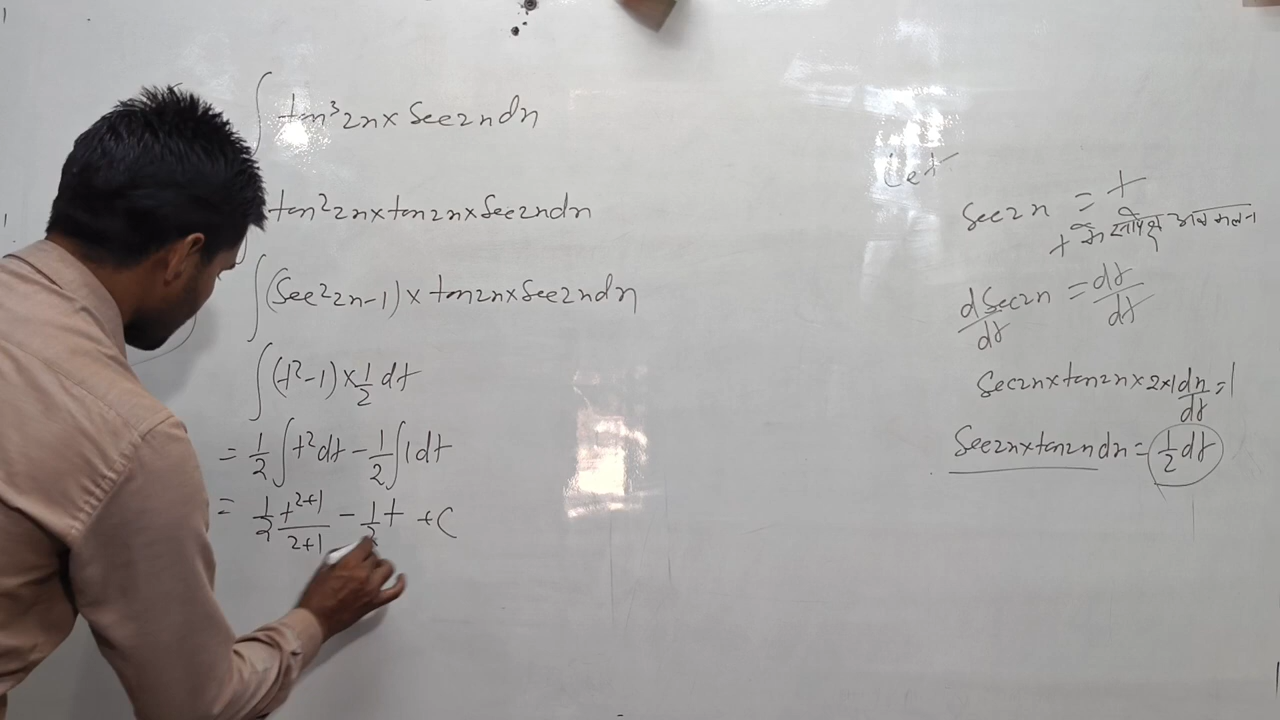 ∫ tan³2x × Sec2x dx
tan²2x × tan2x × Sec2x dx
∫ (Sec²2x - 1) × tan2x × Sec2x dx
∫ (t² - 1) × 1/2 dt
= 1/2 ∫ t² dt - 1/2 ∫ 1 dt
= 1/2 t^(2+1)/(2+1) - 1/2 t + C
Let
Sec2x = t
t के सापेक्ष अवकलन
dSec2x/dt = dt/dt
Sec2x × tan2x × 2×1 dx/dt = 1
Sec2x × tan2x dx = 1/2 dt